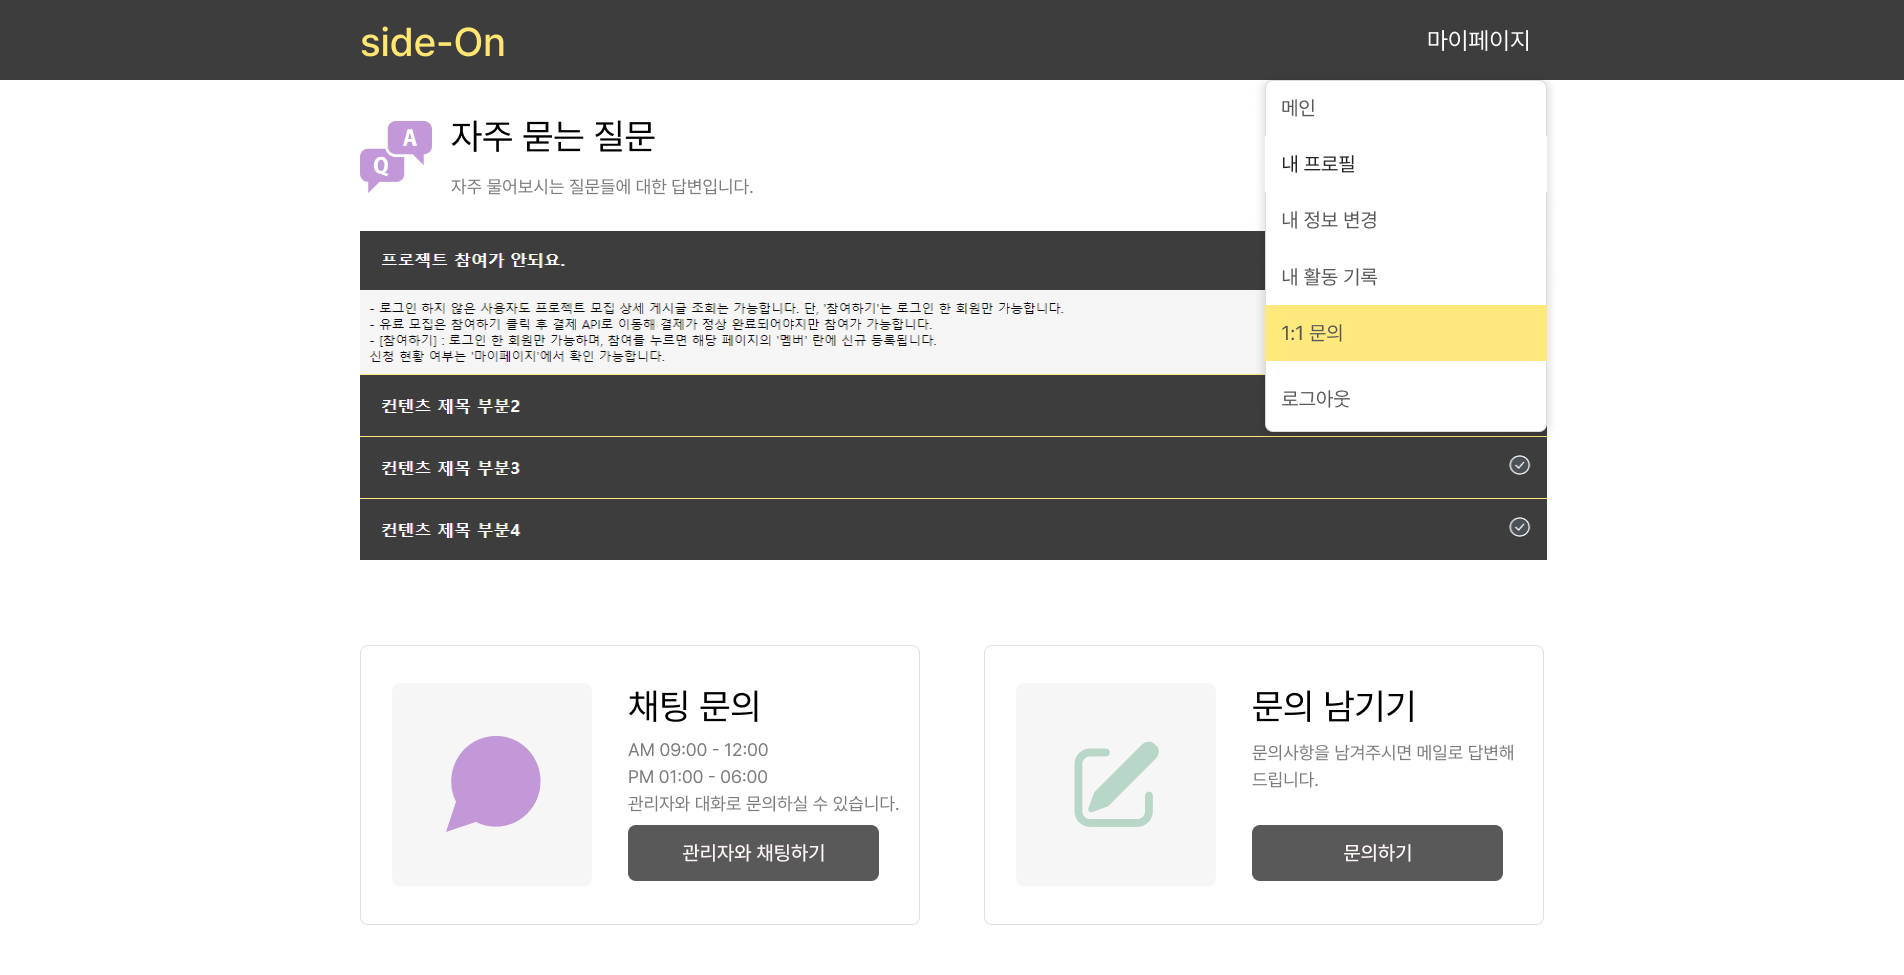 side-On
마이페이지
메인
내 프로필
내 정보 변경
내 활동 기록
1:1 문의
로그아웃
Q A
자주 묻는 질문
자주 물어보시는 질문들에 대한 답변입니다.
프로젝트 참여가 안되요.
- 로그인 하지 않은 사용자도 프로젝트 모집 상세 게시글 조회는 가능합니다. 단, '참여하기'는 로그인 한 회원만 가능합니다.
- 유료 모집은 참여하기 클릭 후 결제 API로 이동해 결제가 정상 완료되어야지만 참여가 가능합니다.
- [참여하기] : 로그인 한 회원만 가능하며, 참여를 누르면 해당 페이지의 '멤버' 란에 신규 등록됩니다.
신청 현황 여부는 '마이페이지'에서 확인 가능합니다.
컨텐츠 제목 부분2
컨텐츠 제목 부분3
컨텐츠 제목 부분4
채팅 문의
AM 09:00 - 12:00
PM 01:00 - 06:00
관리자와 대화로 문의하실 수 있습니다.
관리자와 채팅하기
문의 남기기
문의사항을 남겨주시면 메일로 답변해
드립니다.
문의하기